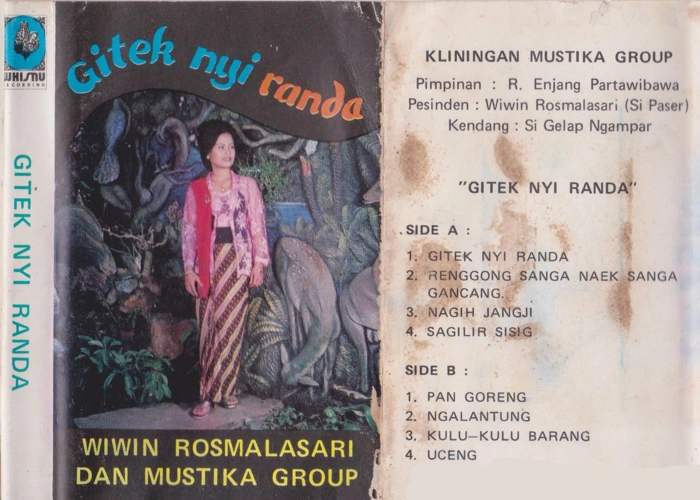 WHISNU
RECORDING
GITEK NYI RANDA
Gitek nyi randa
WIWIN ROSMALASARI
DAN MUSTIKA GROUP
KLININGAN MUSTIKA GROUP
Pimpinan : R. Enjang Partawibawa
Pesinden : Wiwin Rosmalasari (Si Paser)
Kendang : Si Gelap Ngampar
"GITEK NYI RANDA"
SIDE A :
1. GITEK NYI RANDA
2. RENGGONG SANGA NAEK SANGA
GANCANG.
3. NAGIH JANGJI
4. SAGILIR SISIG
SIDE B :
1. PAN GORENG
2. NGALANTUNG
3. KULU-KULU BARANG
4. UCENG